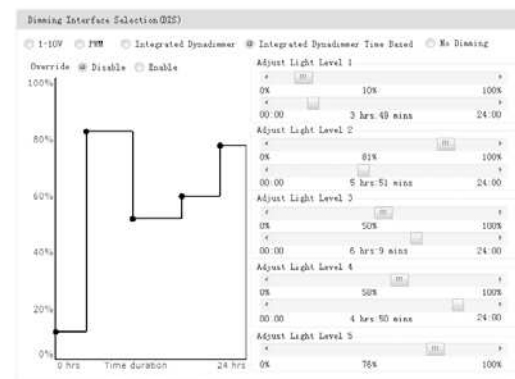 Dimming Interface Selection(DIS)
1-10V PWM Integrated Dynadimmer Integrated Dynadimmer Time Based No Dimming
Override Disable Enable
100%
80%
60%
40%
20%
0%
0 hrs Time duration 24 hrs
Adjust Light Level 1
0% 10% 100%
00:00 3 hrs:49 mins 24:00
Adjust Light Level 2
0% 81% 100%
00:00 5 hrs:51 mins 24:00
Adjust Light Level 3
0% 50% 100%
00:00 6 hrs:9 mins 24:00
Adjust Light Level 4
0% 58% 100%
00:00 4 hrs:50 mins 24:00
Adjust Light Level 5
0% 76% 100%